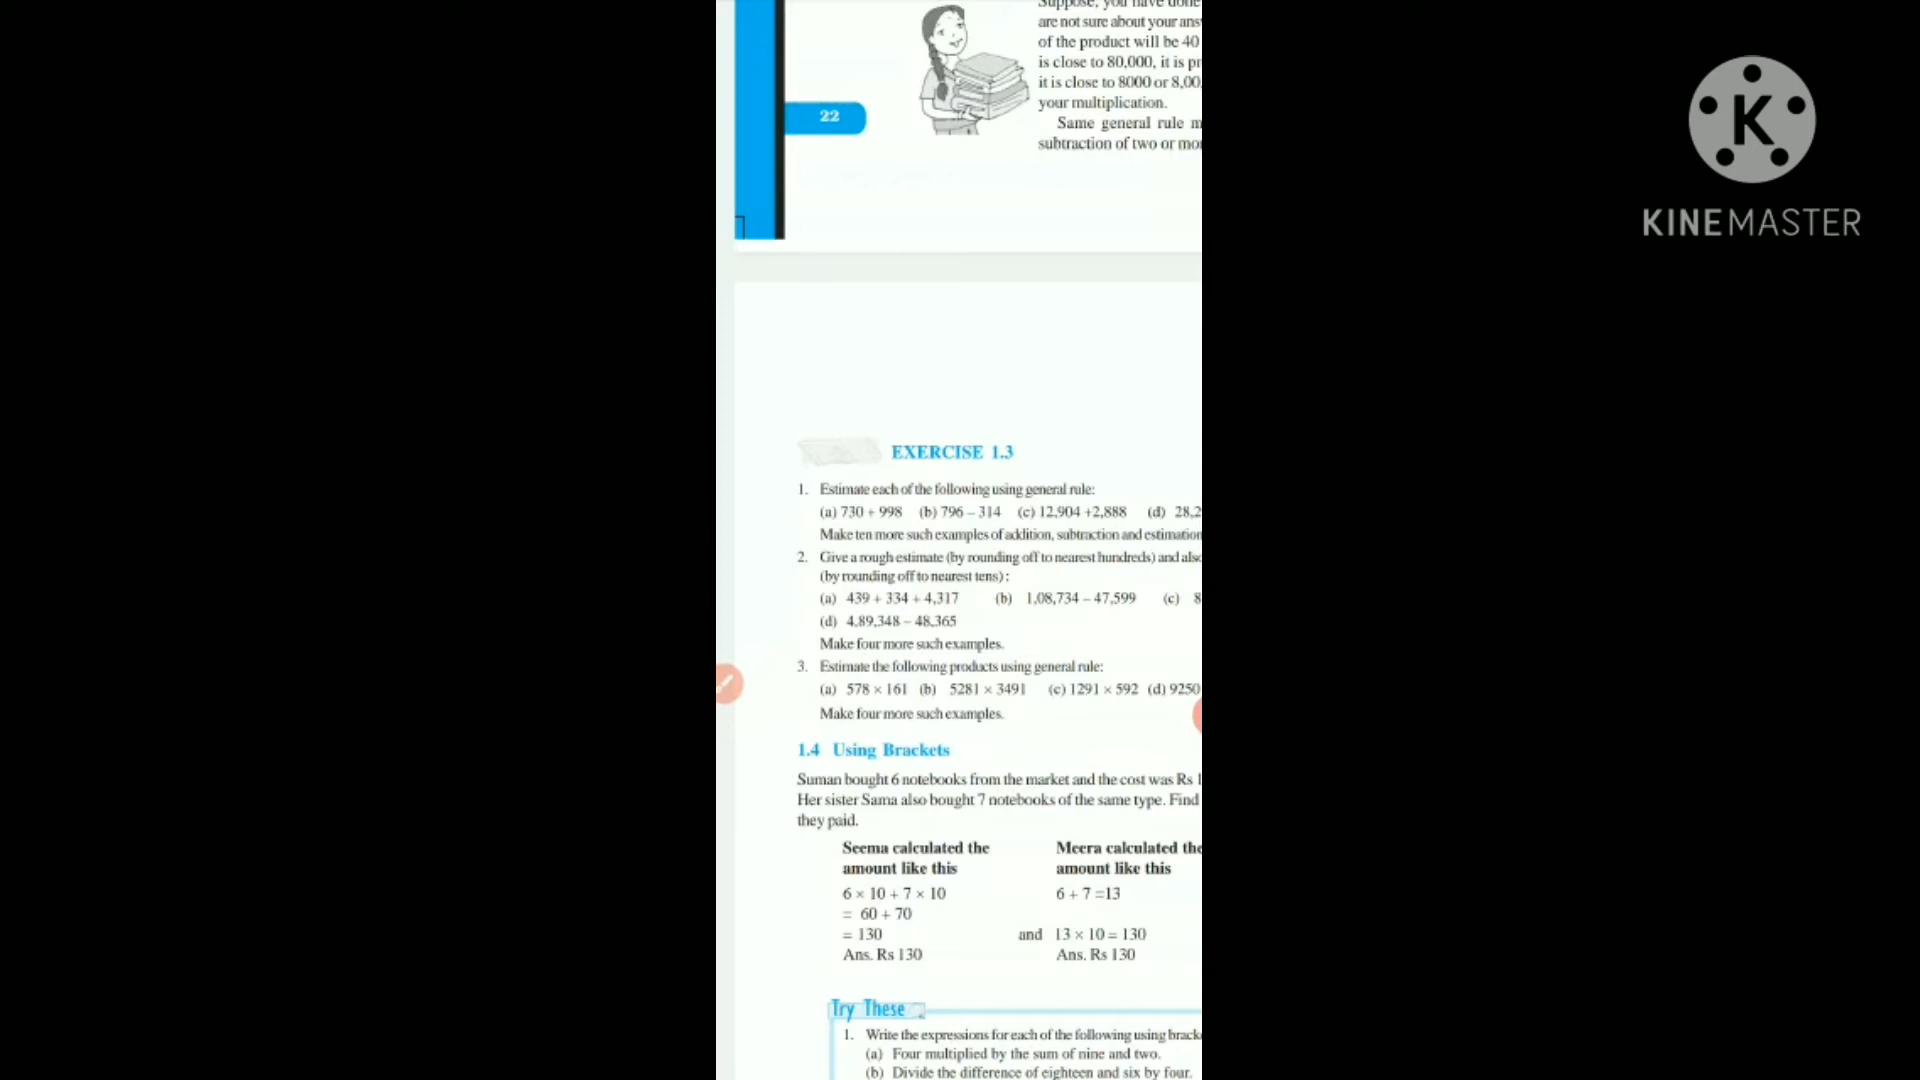 are not sure about your
of the product will be 40
is close to 80,000, it is
it is close to 8000 or
your multiplication.
Same general rule
subtraction of two or
22
K
KINEMASTER
EXERCISE 1.3
1. Estimate each of the following using general rule:
(a) 730 + 998 (b) 796 – 314 (c) 12,904 +2,888 (d) 28,2
Make ten more such examples of addition, subtraction and estimation
2. Give a rough estimate (by rounding off to nearest hundreds) and
(by rounding off to nearest tens) :
(a) 439 + 334 + 4,317 (b) 1,08,734 – 47,599 (c) 8
(d) 4,89,348 – 48,365
Make four more such examples.
3. Estimate the following products using general rule:
(a) 578 × 161 (b) 5281 × 3491 (c) 1291 × 592 (d) 9250
Make four more such examples.
1.4 Using Brackets
Suman bought 6 notebooks from the market and the cost was Rs
Her sister Sama also bought 7 notebooks of the same type. Find
they paid.
Seema calculated the
amount like this
6 × 10 + 7 × 10
= 60 + 70
= 130
Ans. Rs 130
Meera calculated the
amount like this
6 + 7 =13
and 13 × 10 = 130
Ans. Rs 130
Try These
1. Write the expressions for each of the following using
(a) Four multiplied by the sum of nine and two.
(b) Divide the difference of eighteen and six by four.